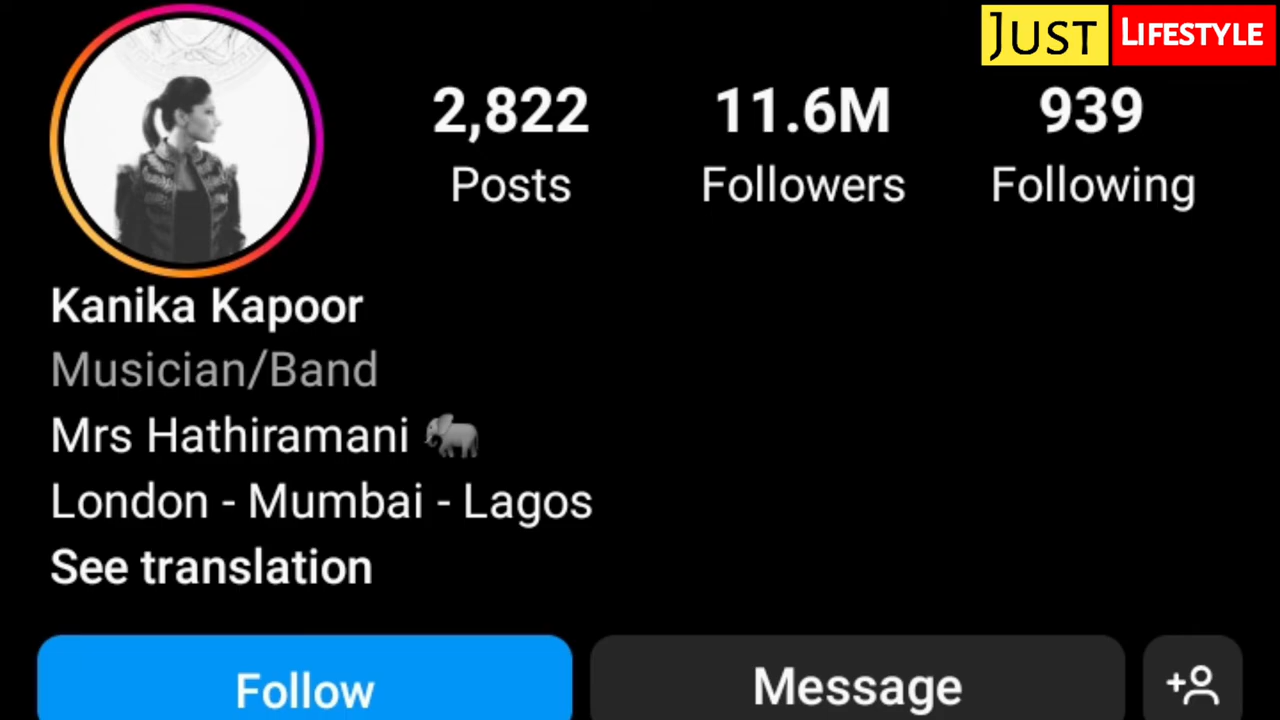 JUST LIFESTYLE
2,822 11.6M 939
Posts Followers Following
Kanika Kapoor
Musician/Band
Mrs Hathiramani 🐘
London - Mumbai - Lagos
See translation
Follow Message